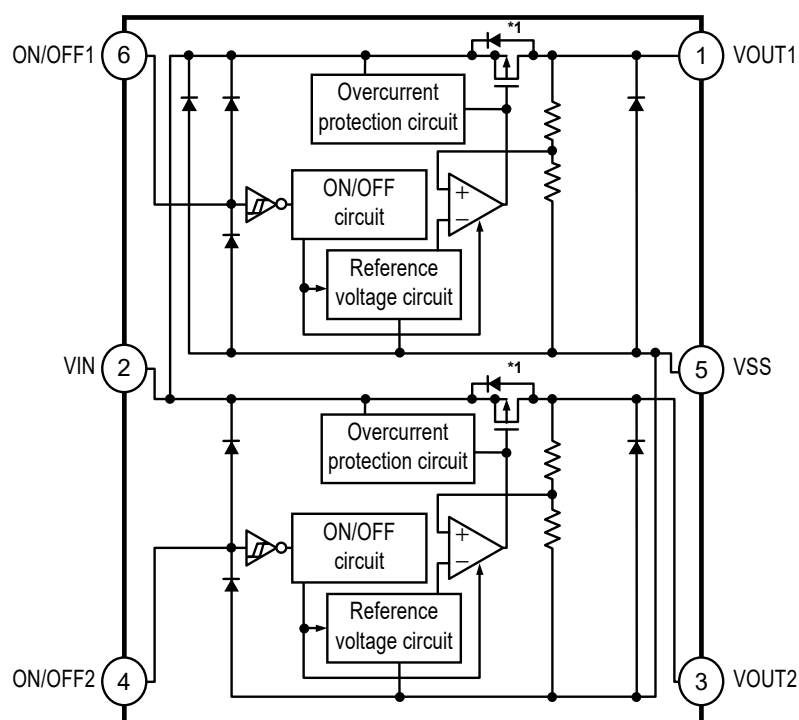 *1
ON/OFF1
6
1
VOUT1
Overcurrent
protection circuit
ON/OFF
circuit
+
−
Reference
voltage circuit
VIN
2
*1
5
VSS
Overcurrent
protection circuit
ON/OFF
circuit
+
−
Reference
voltage circuit
ON/OFF2
4
3
VOUT2